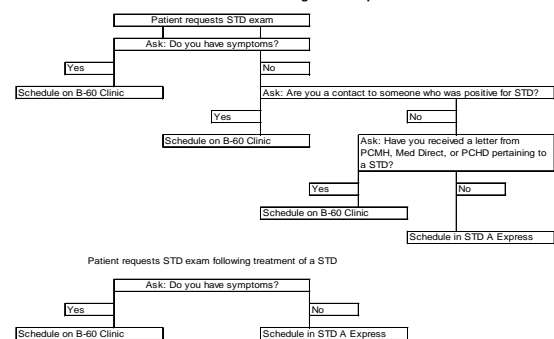 Patient requests STD exam
Ask: Do you have symptoms?
Yes
No
Schedule on B-60 Clinic
Ask: Are you a contact to someone who was positive for STD?
Yes
No
Schedule on B-60 Clinic
Ask: Have you received a letter from
PCMH, Med Direct, or PCHD pertaining to
a STD?
Yes
No
Schedule on B-60 Clinic
Schedule in STD A Express
Patient requests STD exam following treatment of a STD
Ask: Do you have symptoms?
Yes
No
Schedule on B-60 Clinic
Schedule in STD A Express